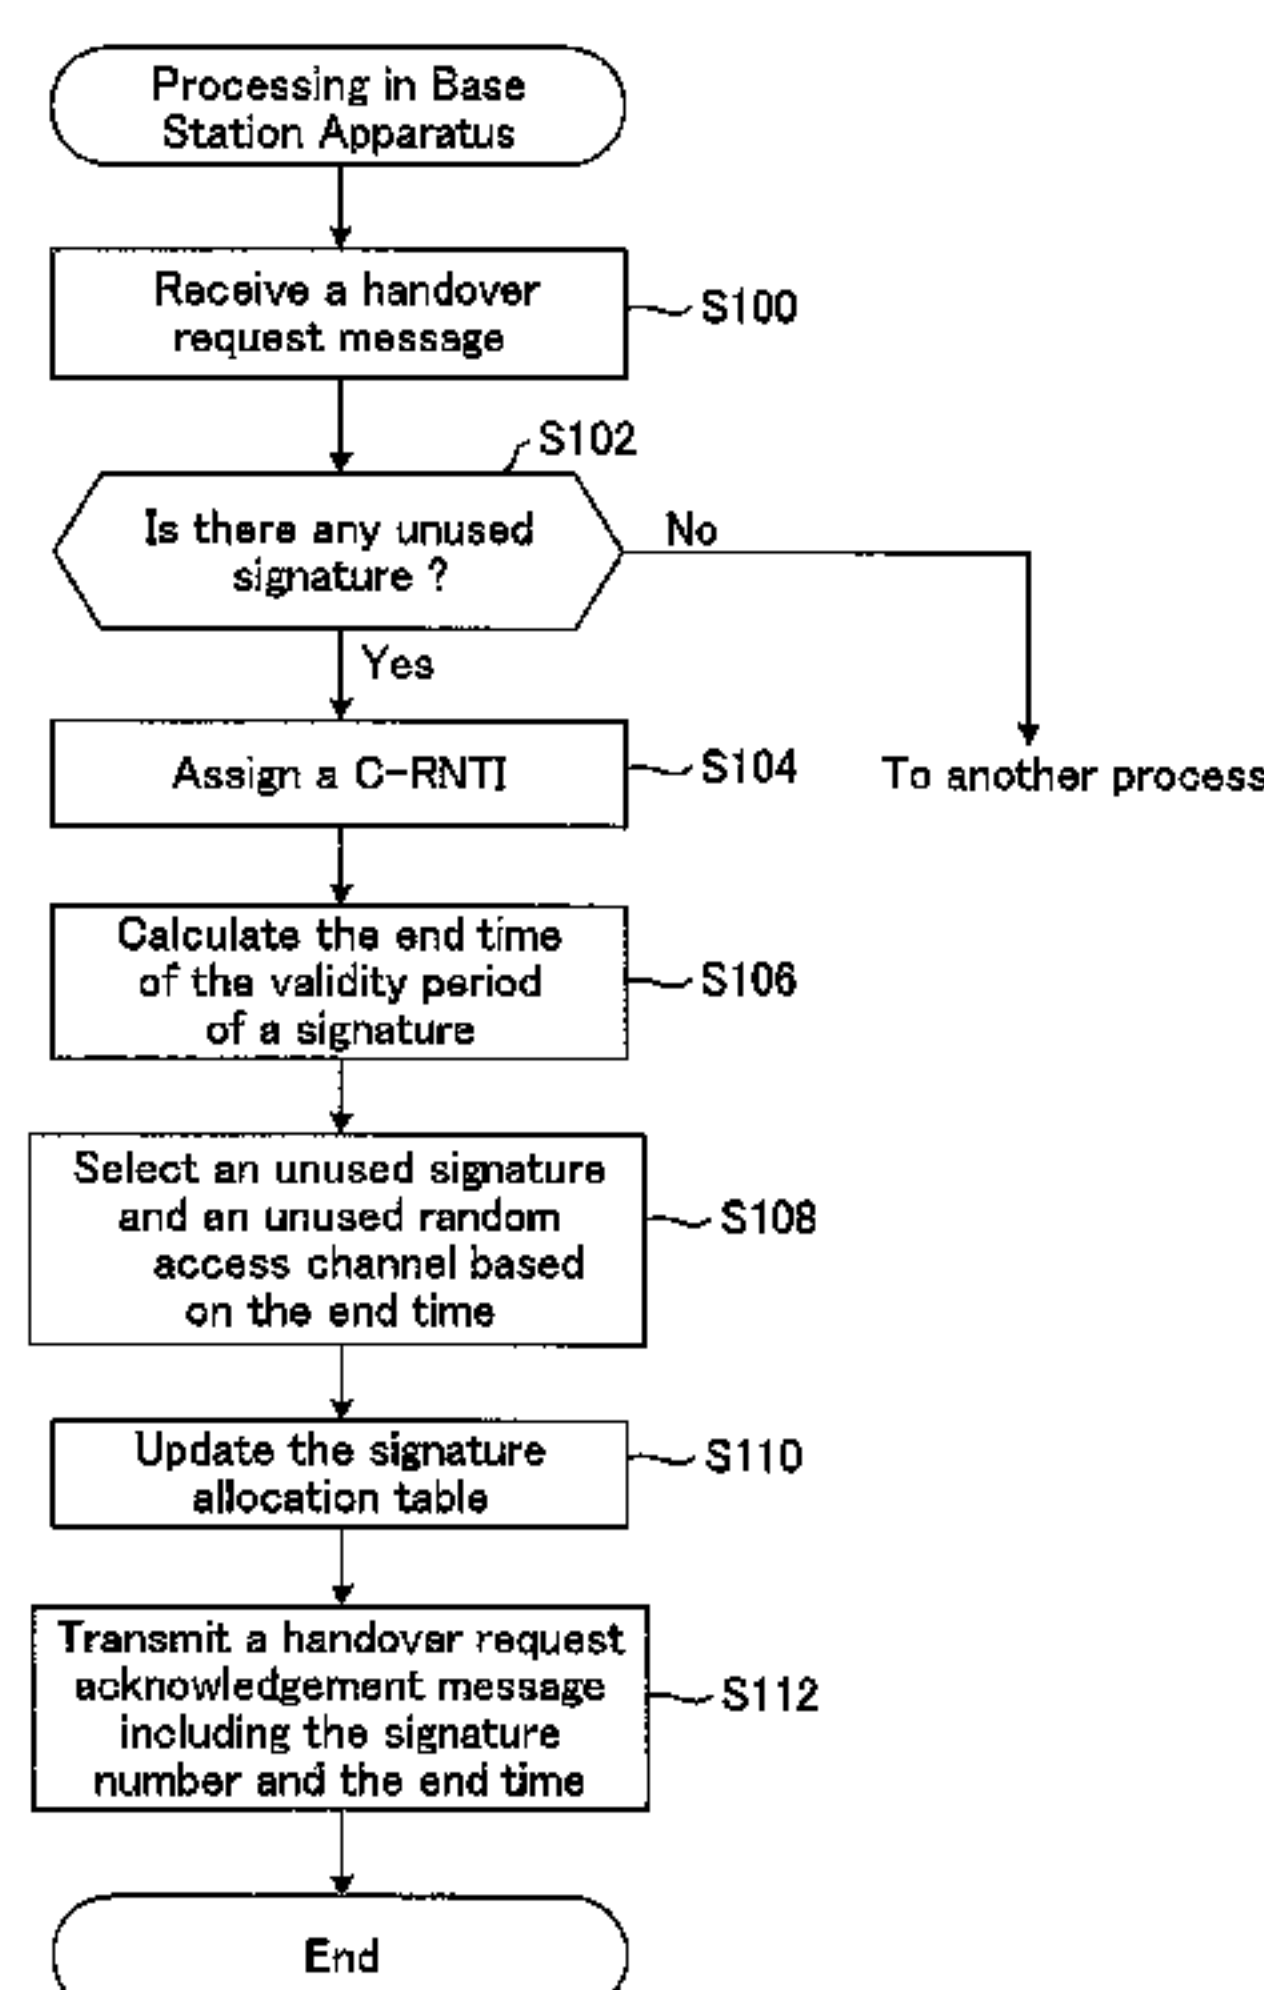 Processing in Base
Station Apparatus
Receive a handover
request message
S100
S102
Is there any unused
signature ?
No
Yes
Assign a C-RNTI
S104
To another process
Calculate the end time
of the validity period
of a signature
S106
Select an unused signature
and an unused random
access channel based
on the end time
S108
Update the signature
allocation table
S110
Transmit a handover request
acknowledgement message
including the signature
number and the end time
S112
End